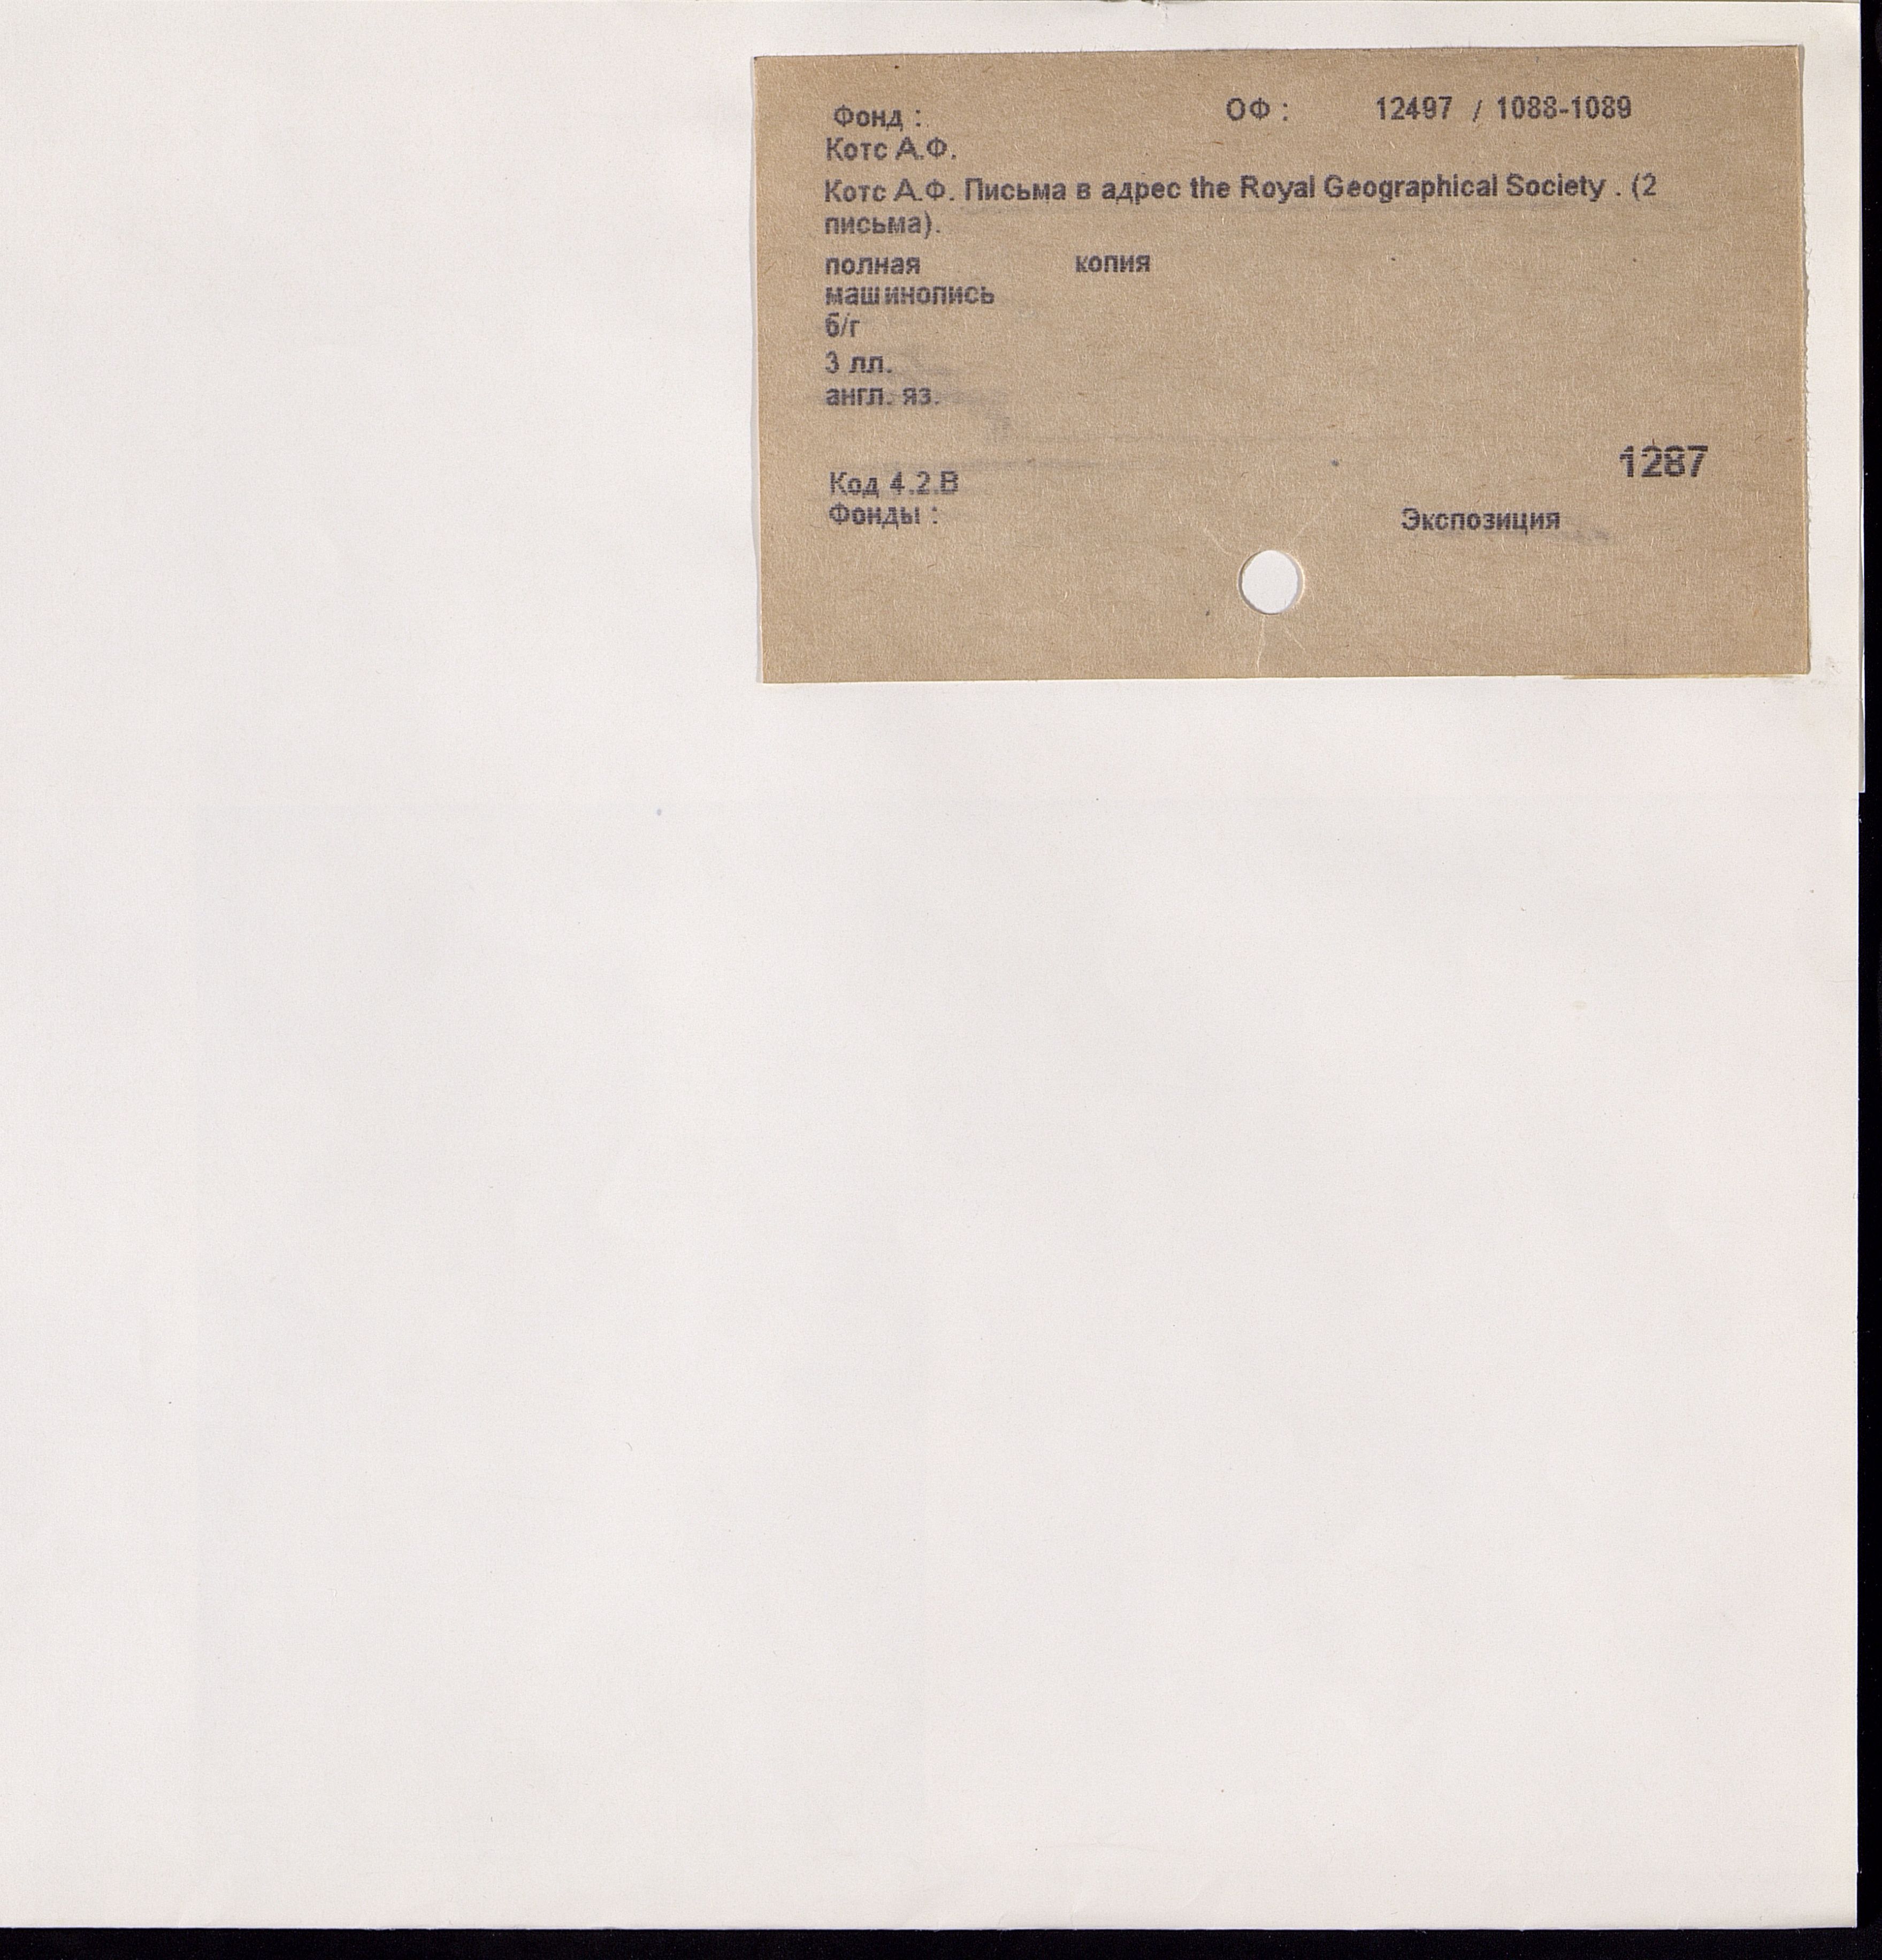 Фонд : ОФ : 12497 / 1088-1089
Котс А.Ф.
Котс А.Ф. Письма в адрес the Royal Geographical Society . (2
письма).
полная копия
машинопись
б/г
3 лл.
англ. яз.
1287
Код 4.2.В
Фонды : Экспозиция